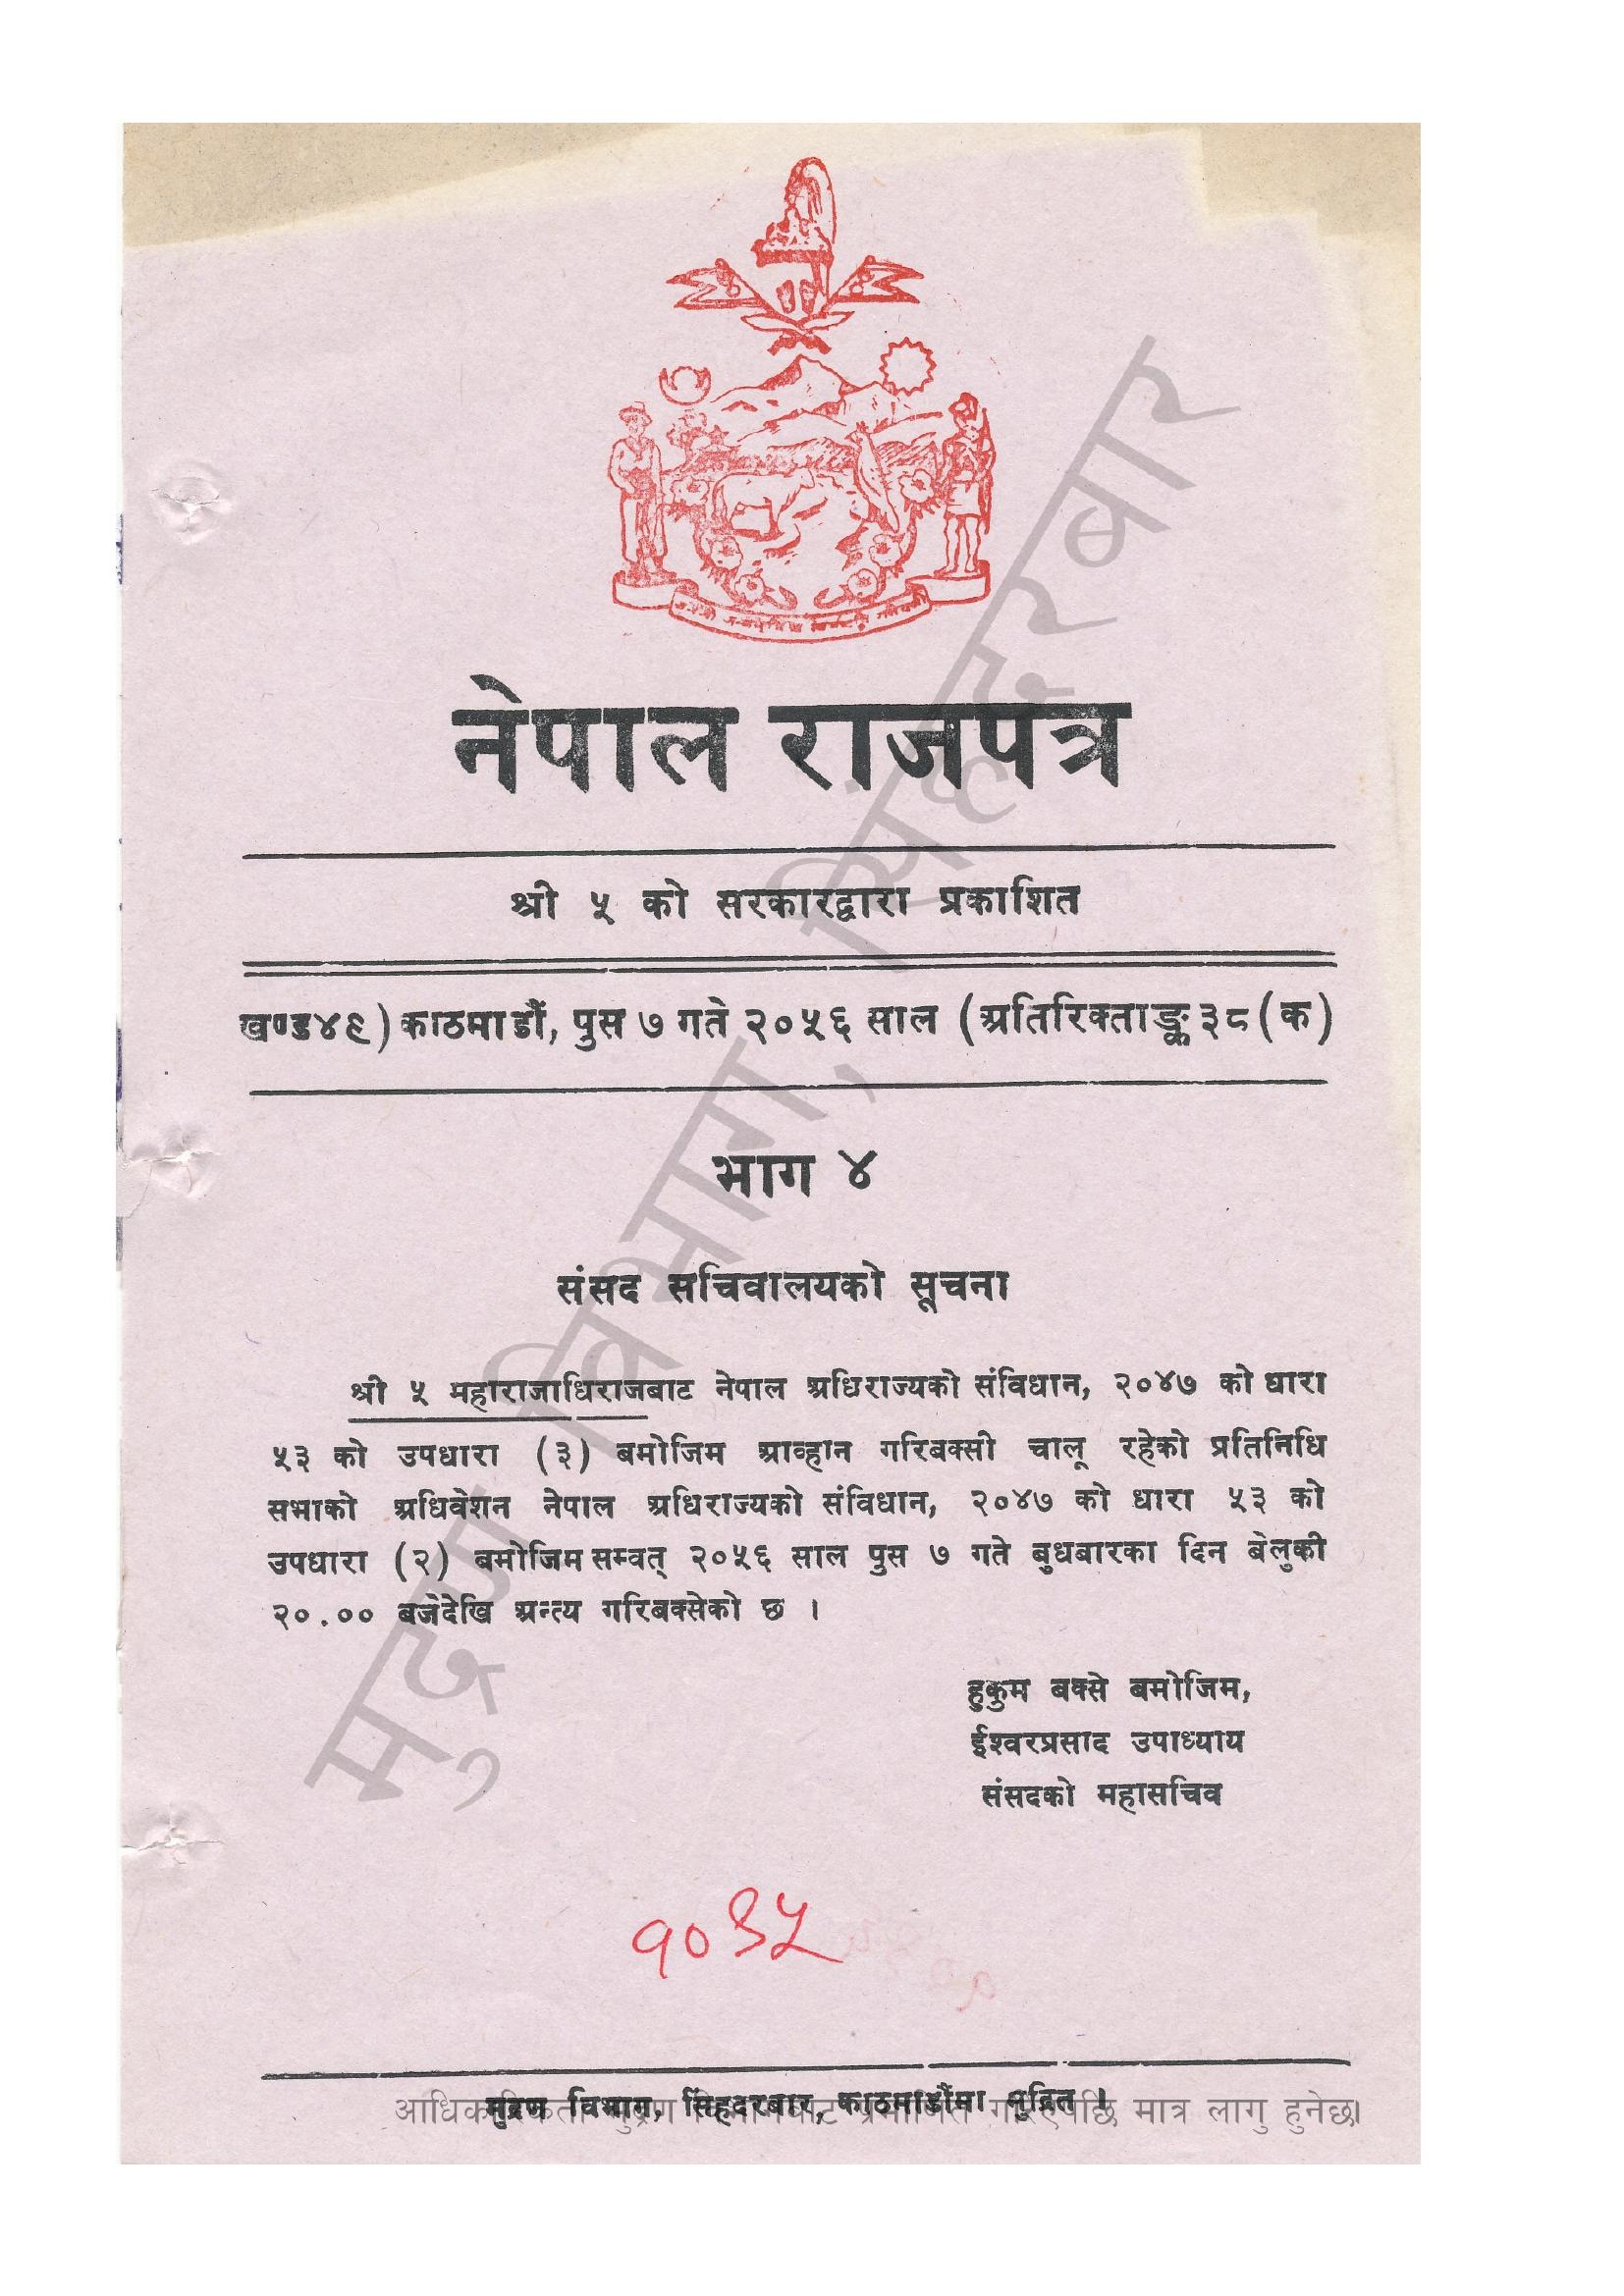 नेपाल राजपत्र
श्री ५ को सरकारद्वारा प्रकाशित
खण्ड४९) काठमाडौं, पुस ७ गते २०५६ साल (अतिरिक्ताङ्क३८(क)
भाग ४
संसद सचिवालयको सूचना
श्री ५ महाराजाधिराजबाट नेपाल अधिराज्यको संविधान, २०४७ को धारा
५३ को उपधारा (३) बमोजिम आव्हान गरिबक्सी चालू रहेको प्रतिनिधि
सभाको अधिवेशन नेपाल अधिराज्यको संविधान, २०४७ को धारा ५३ को
उपधारा (२) बमोजिम सम्वत् २०५६ साल पुस ७ गते बुधबारका दिन बेलुकी
२०.०० बजेदेखि अन्त्य गरिबक्सेको छ ।
हुकुम बक्से बमोजिम,
ईश्वरप्रसाद उपाध्याय
संसदको महासचिव
१०३५
मुद्रण विभाग, सिंहदरबार, काठमाडौंमा मुद्रित ।
मात्र लागु हुनेछ।
मुद्रण विभाग, सिंहदरबार